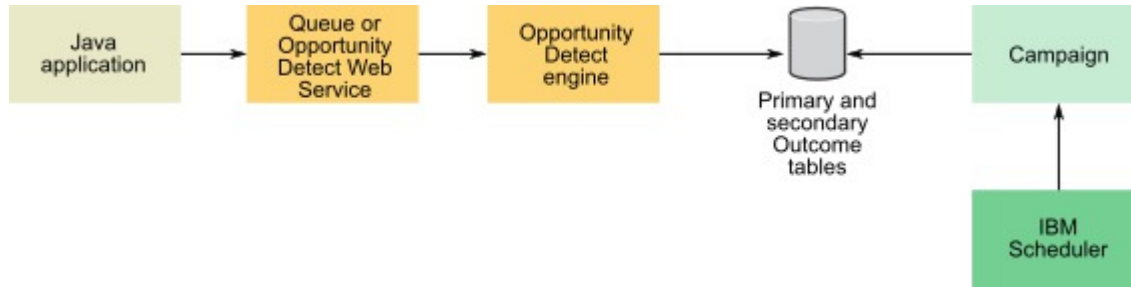 Java
application
Queue or
Opportunity
Detect Web
Service
Opportunity
Detect
engine
Primary and
secondary
Outcome
tables
Campaign
IBM
Scheduler